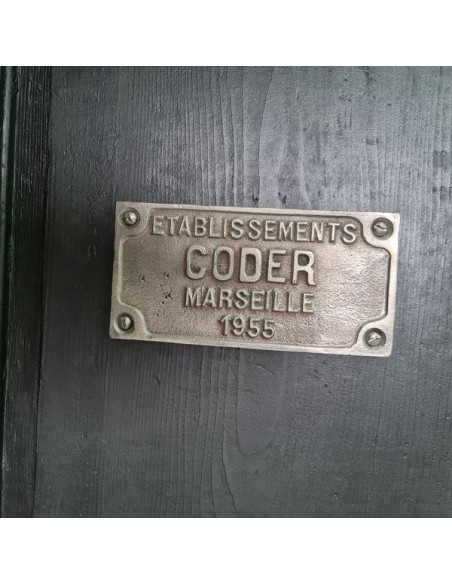 ETABLISSEMENTS
CODER
MARSEILLE
1955